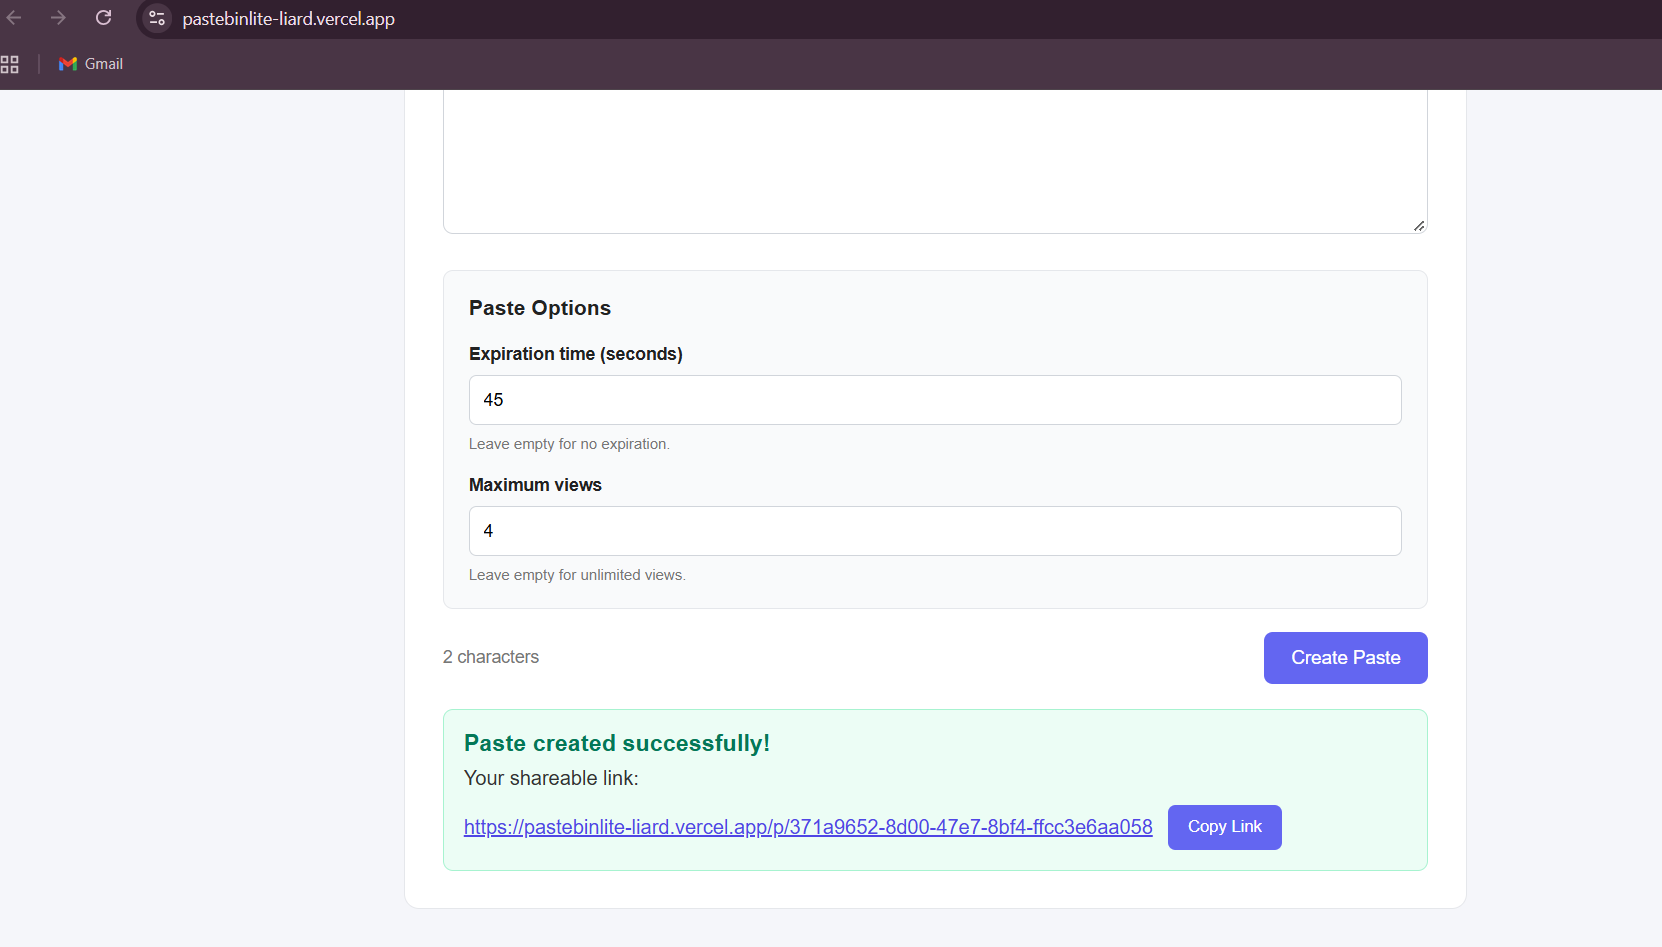 pastebinlite-liard.vercel.app
Gmail
Paste Options
Expiration time (seconds)
45
Leave empty for no expiration.
Maximum views
4
Leave empty for unlimited views.
2 characters
Create Paste
Paste created successfully!
Your shareable link:
https://pastebinlite-liard.vercel.app/p/371a9652-8d00-47e7-8bf4-ffcc3e6aa058
Copy Link